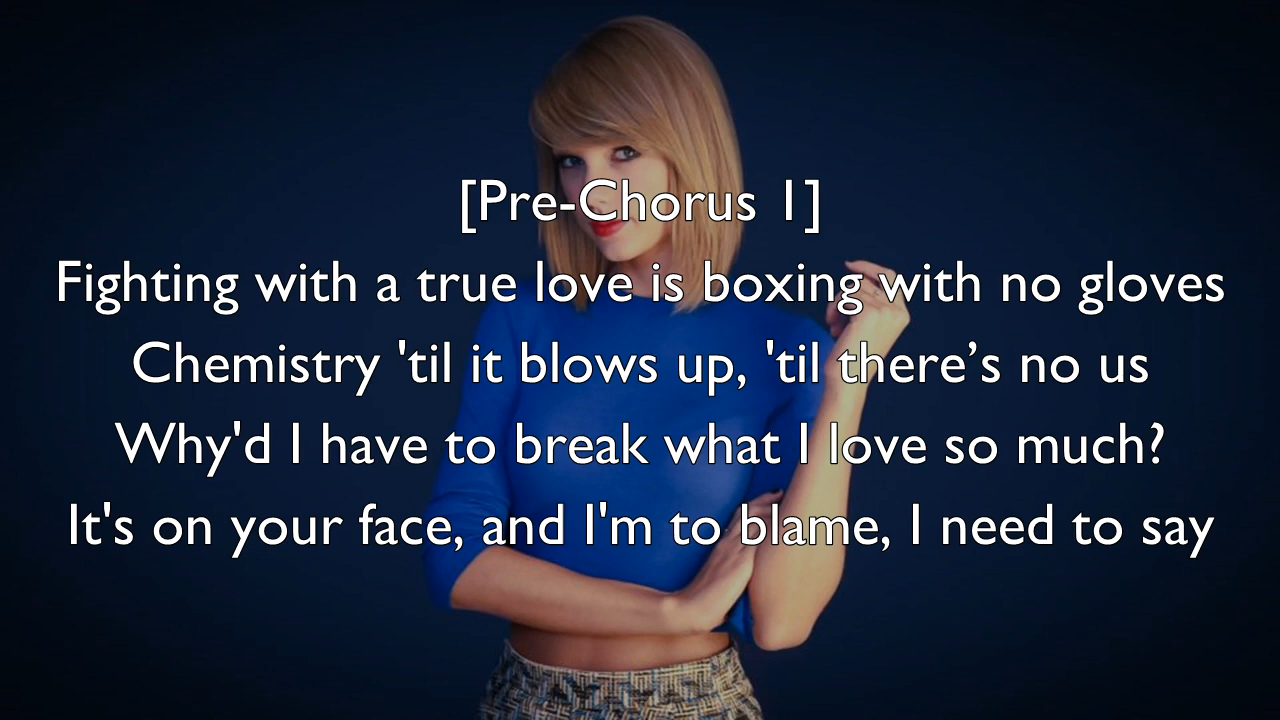 [Pre-Chorus 1]
Fighting with a true love is boxing with no gloves
Chemistry 'til it blows up, 'til there’s no us
Why'd I have to break what I love so much?
It's on your face, and I'm to blame, I need to say